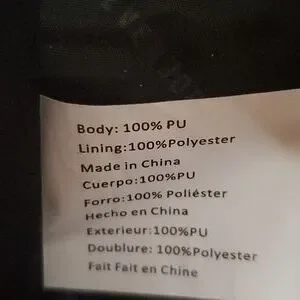 Body: 100% PU
Lining:100%Polyester
Made in China
Cuerpo:100%PU
Forro:100% Poliéster
Hecho en China
Exterieur:100%PU
Doublure: 100%Polyester
Fait Fait en Chine